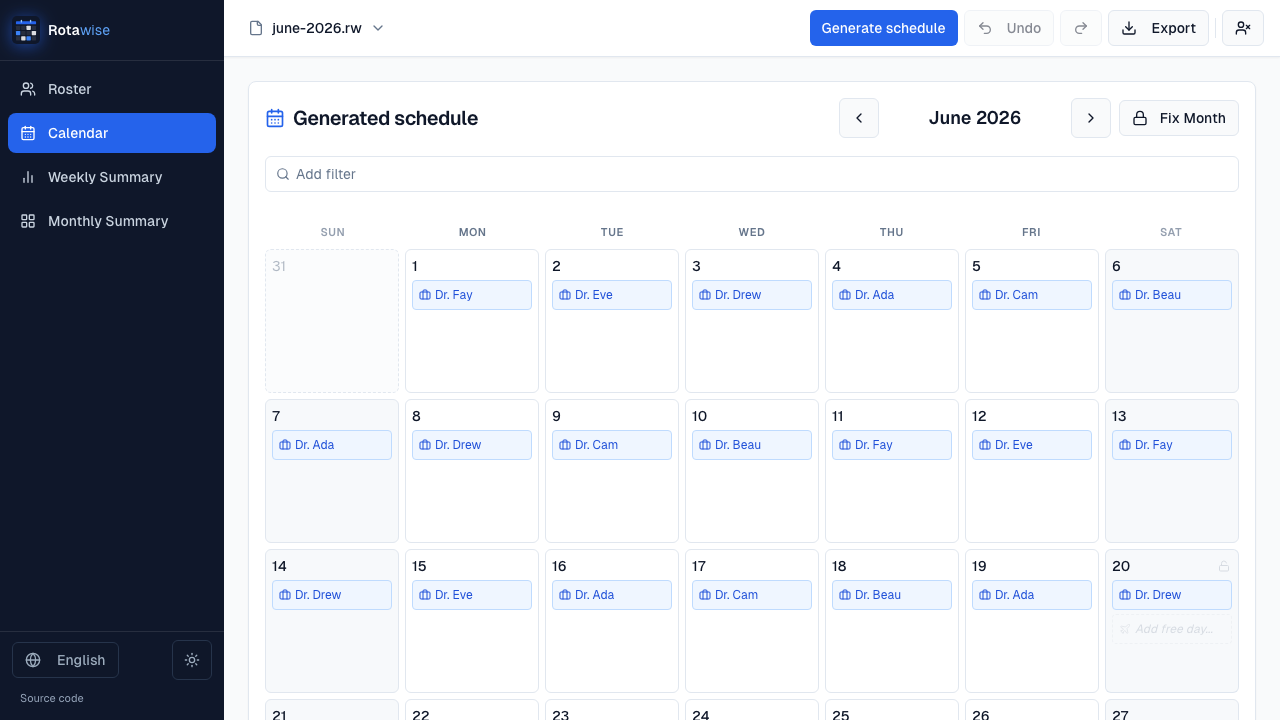 Rotawise
Roster
Calendar
Weekly Summary
Monthly Summary
English
Source code
june-2026.rw
Generate schedule
Undo
Export
Generated schedule
June 2026
Fix Month
Add filter
SUN MON TUE WED THU FRI SAT
31 1 2 3 4 5 6
Dr. Fay Dr. Eve Dr. Drew Dr. Ada Dr. Cam Dr. Beau
7 8 9 10 11 12 13
Dr. Ada Dr. Drew Dr. Cam Dr. Beau Dr. Fay Dr. Eve Dr. Fay
14 15 16 17 18 19 20
Dr. Drew Dr. Eve Dr. Ada Dr. Cam Dr. Beau Dr. Ada Dr. Drew
Add free day...
21 22 23 24 25 26 27